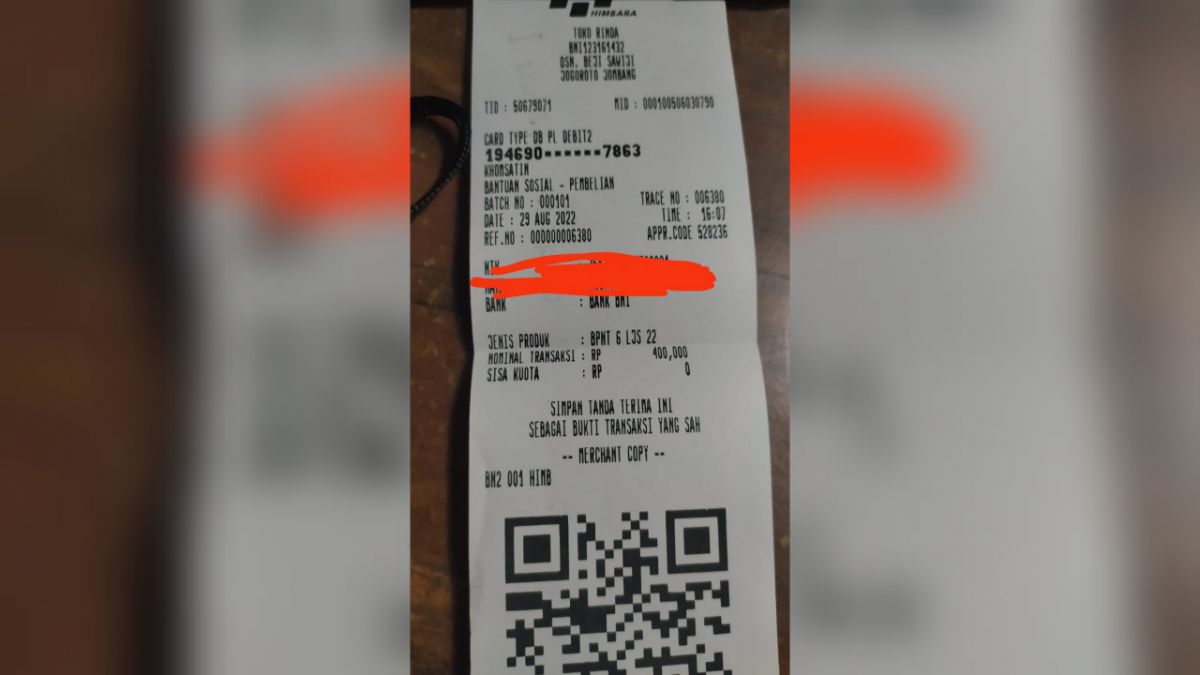 HIMBARA
TOKO RINDA
BNI123161432
DSN. BEJI SAWIJI
JOGOROTO JOMBANG
TID : 50679071 MID : 000100506030790
CARD TYPE DB PL DEBIT2
194690******7863
KHOMSATIN
BANTUAN SOSIAL - PEMBELIAN
BATCH NO : 000101 TRACE NO : 006380
DATE : 29 AUG 2022 TIME : 16:07
REF.NO : 000000006380 APPR.CODE 528236
NIK
BANK : BANK BNI
JENIS PRODUK : BPNT 6 LJS 22
NOMINAL TRANSAKSI : RP 400,000
SISA KUOTA : RP 0
SIMPAN TANDA TERIMA INI
SEBAGAI BUKTI TRANSAKSI YANG SAH
-- MERCHANT COPY --
BN2 001 HIMB